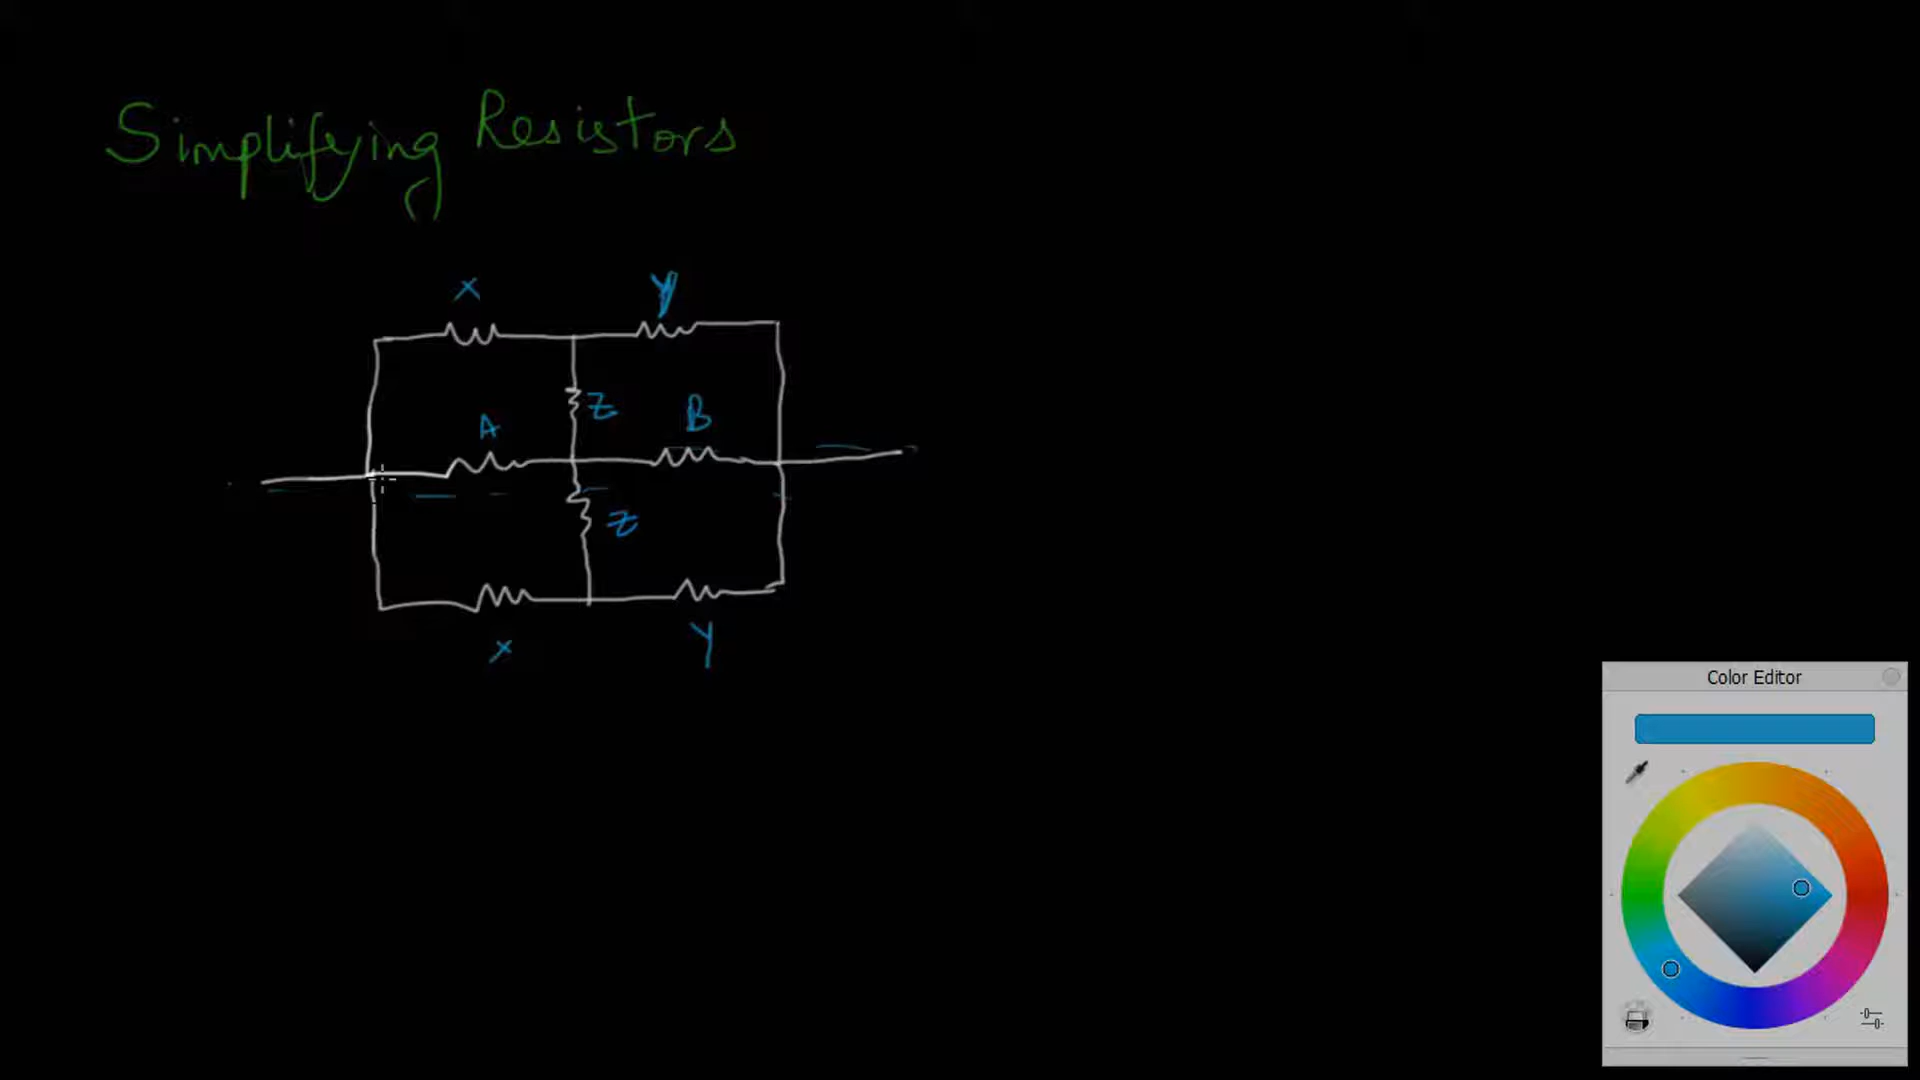 Simplifying Resistors
x y
z
A B
z
x y
Color Editor